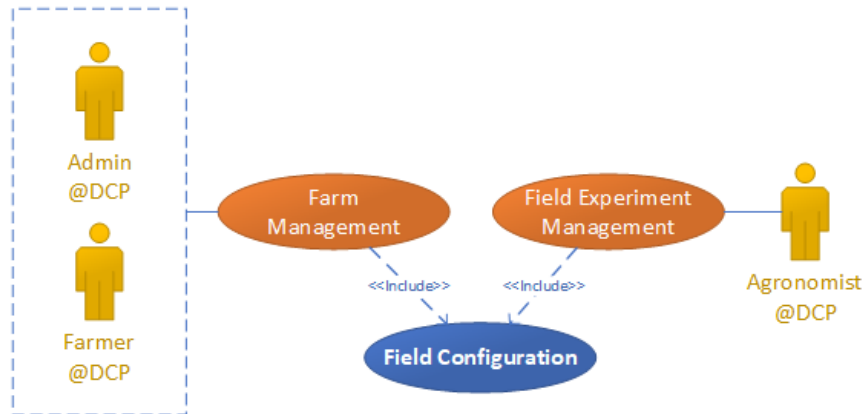 Admin
@DCP
Farmer
@DCP
Farm
Management
Field Experiment
Management
Agronomist
@DCP
<<Include>>
<<Include>>
Field Configuration